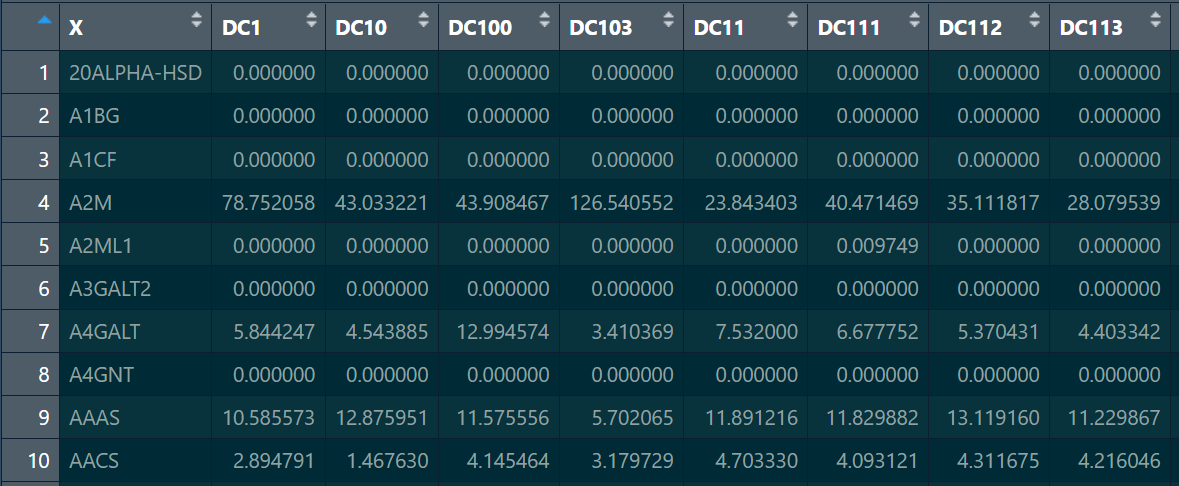 X DC1 DC10 DC100 DC103 DC11 DC111 DC112 DC113
1 20ALPHA-HSD 0.000000 0.000000 0.000000 0.000000 0.000000 0.000000 0.000000 0.000000
2 A1BG 0.000000 0.000000 0.000000 0.000000 0.000000 0.000000 0.000000 0.000000
3 A1CF 0.000000 0.000000 0.000000 0.000000 0.000000 0.000000 0.000000 0.000000
4 A2M 78.752058 43.033221 43.908467 126.540552 23.843403 40.471469 35.111817 28.079539
5 A2ML1 0.000000 0.000000 0.000000 0.000000 0.000000 0.009749 0.000000 0.000000
6 A3GALT2 0.000000 0.000000 0.000000 0.000000 0.000000 0.000000 0.000000 0.000000
7 A4GALT 5.844247 4.543885 12.994574 3.410369 7.532000 6.677752 5.370431 4.403342
8 A4GNT 0.000000 0.000000 0.000000 0.000000 0.000000 0.000000 0.000000 0.000000
9 AAAS 10.585573 12.875951 11.575556 5.702065 11.891216 11.829882 13.119160 11.229867
10 AACS 2.894791 1.467630 4.145464 3.179729 4.703330 4.093121 4.311675 4.216046